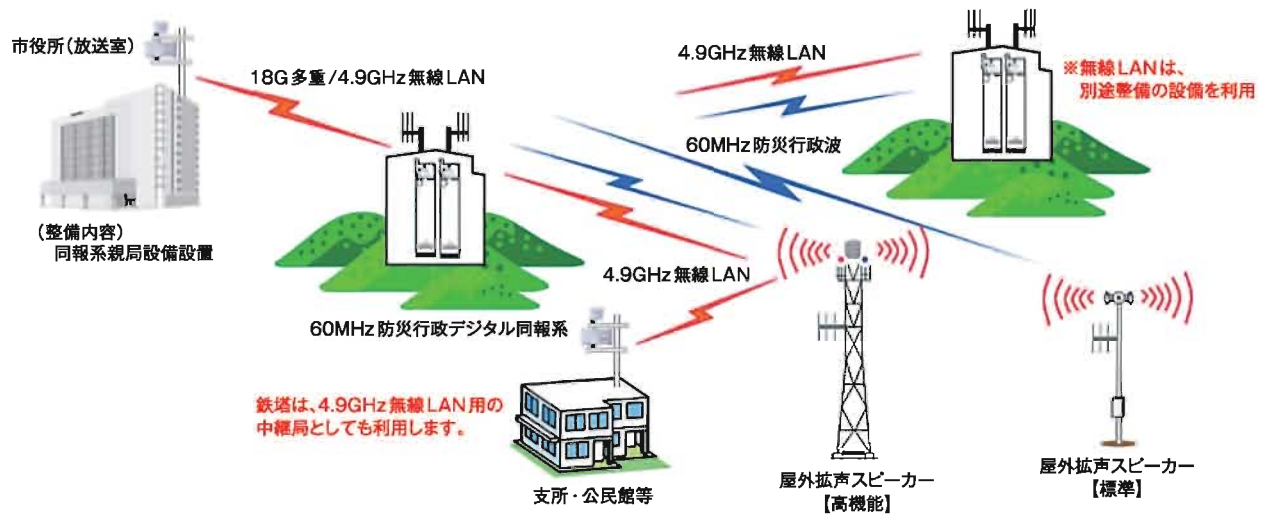 市役所(放送室)
18G多重/4.9GHz無線LAN
4.9GHz無線LAN
※無線LANは、
別途整備の設備を利用
60MHz防災行政波
(整備内容)
同報系親局設備設置
4.9GHz無線LAN
60MHz防災行政デジタル同報系
鉄塔は、4.9GHz無線LAN用の
中継局としても利用します。
支所・公民館等
屋外拡声スピーカー
【高機能】
屋外拡声スピーカー
【標準】